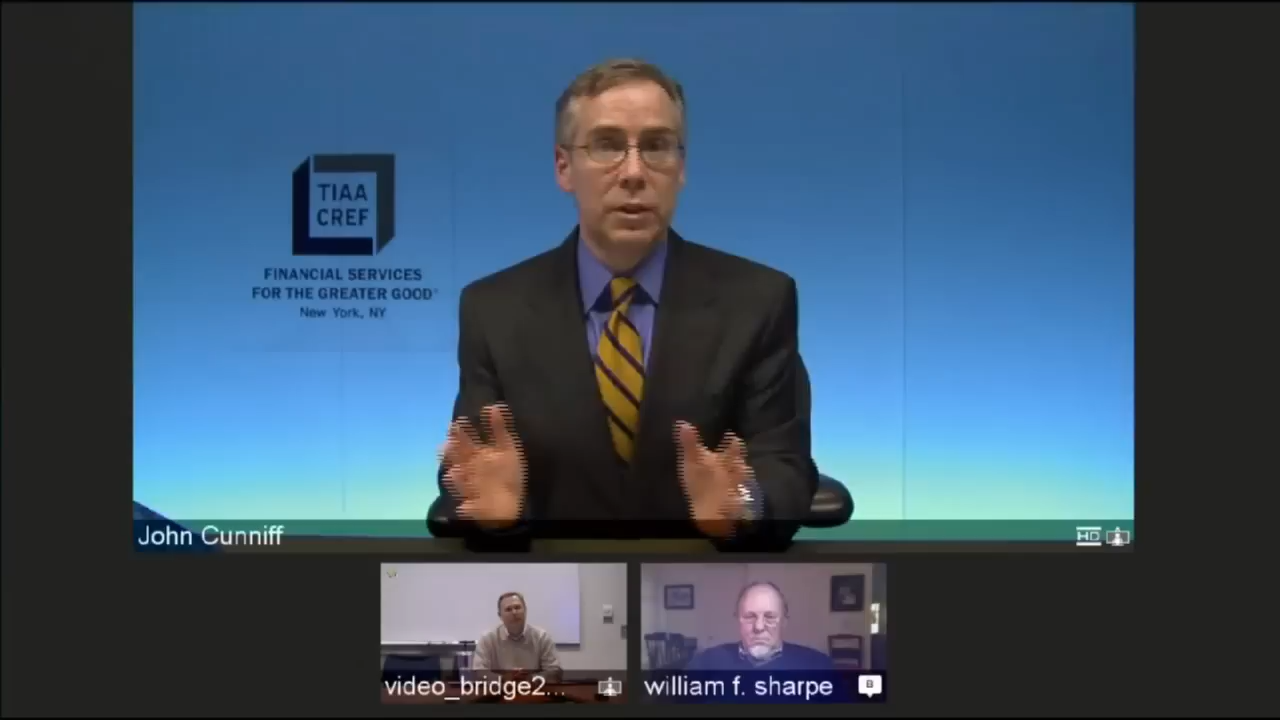 TIAA
CREF
FINANCIAL SERVICES
FOR THE GREATER GOOD®
New York, NY
John Cunniff
HD
video_bridge2...
william f. sharpe
B